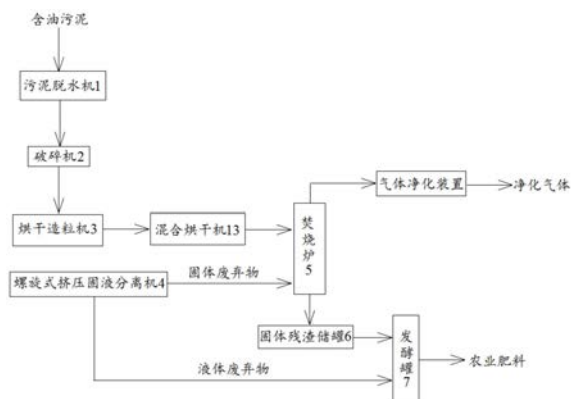 含油污泥
污泥脱水机1
破碎机2
气体净化装置
净化气体
烘干造粒机3
混合烘干机13
焚烧炉5
螺旋式挤压固液分离机4
固体废弃物
固体残渣储罐6
发酵罐7
农业肥料
液体废弃物